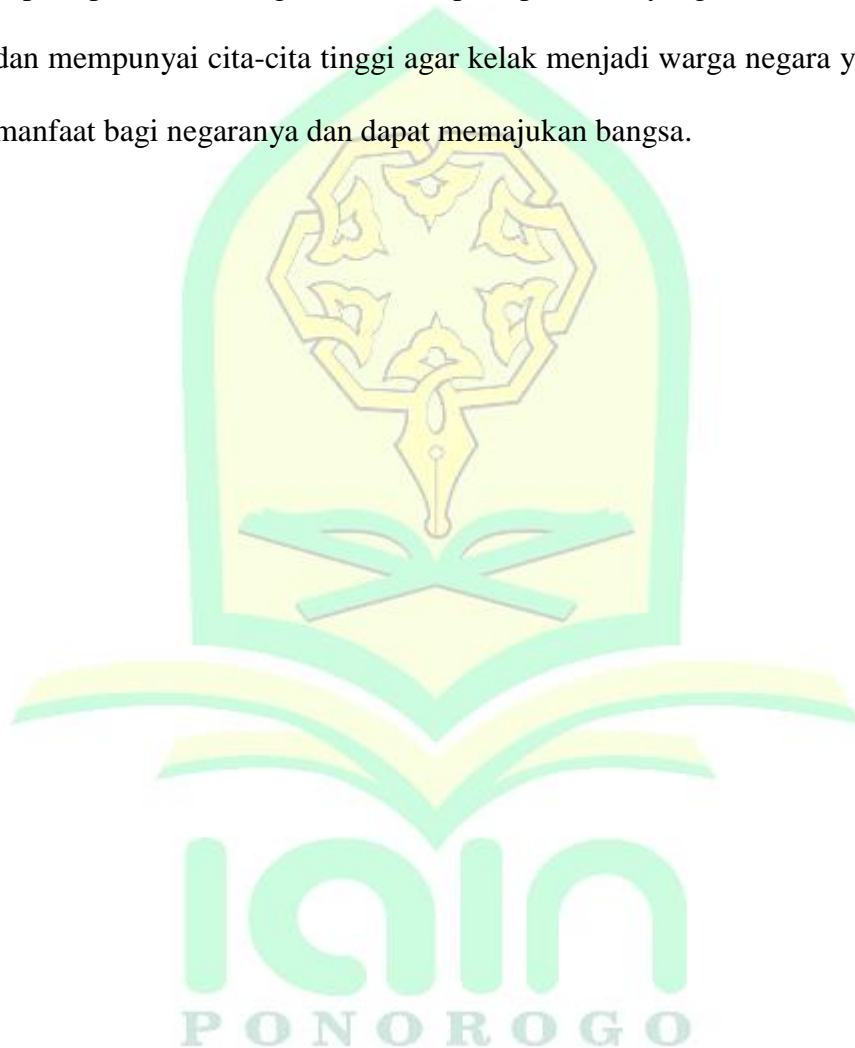 dan mempunyai cita-cita tinggi agar kelak menjadi warga negara
manfaat bagi negaranya dan dapat memajukan bangsa.
iain
PONOROGO